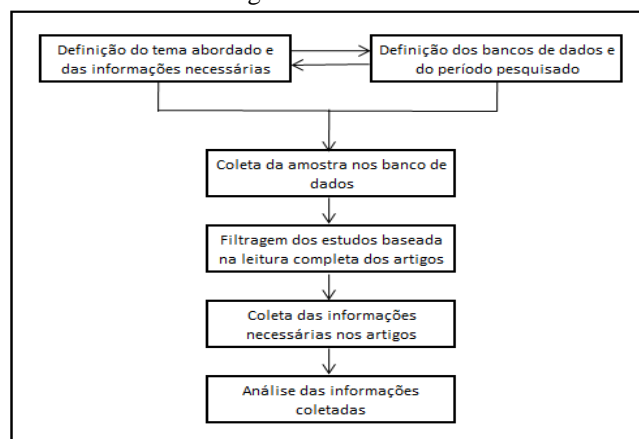 Definição do tema abordado e
das informações necessárias
Definição dos bancos de dados e
do período pesquisado
Coleta da amostra nos banco de
dados
Filtragem dos estudos baseada
na leitura completa dos artigos
Coleta das informações
necessárias nos artigos
Análise das informações
coletadas